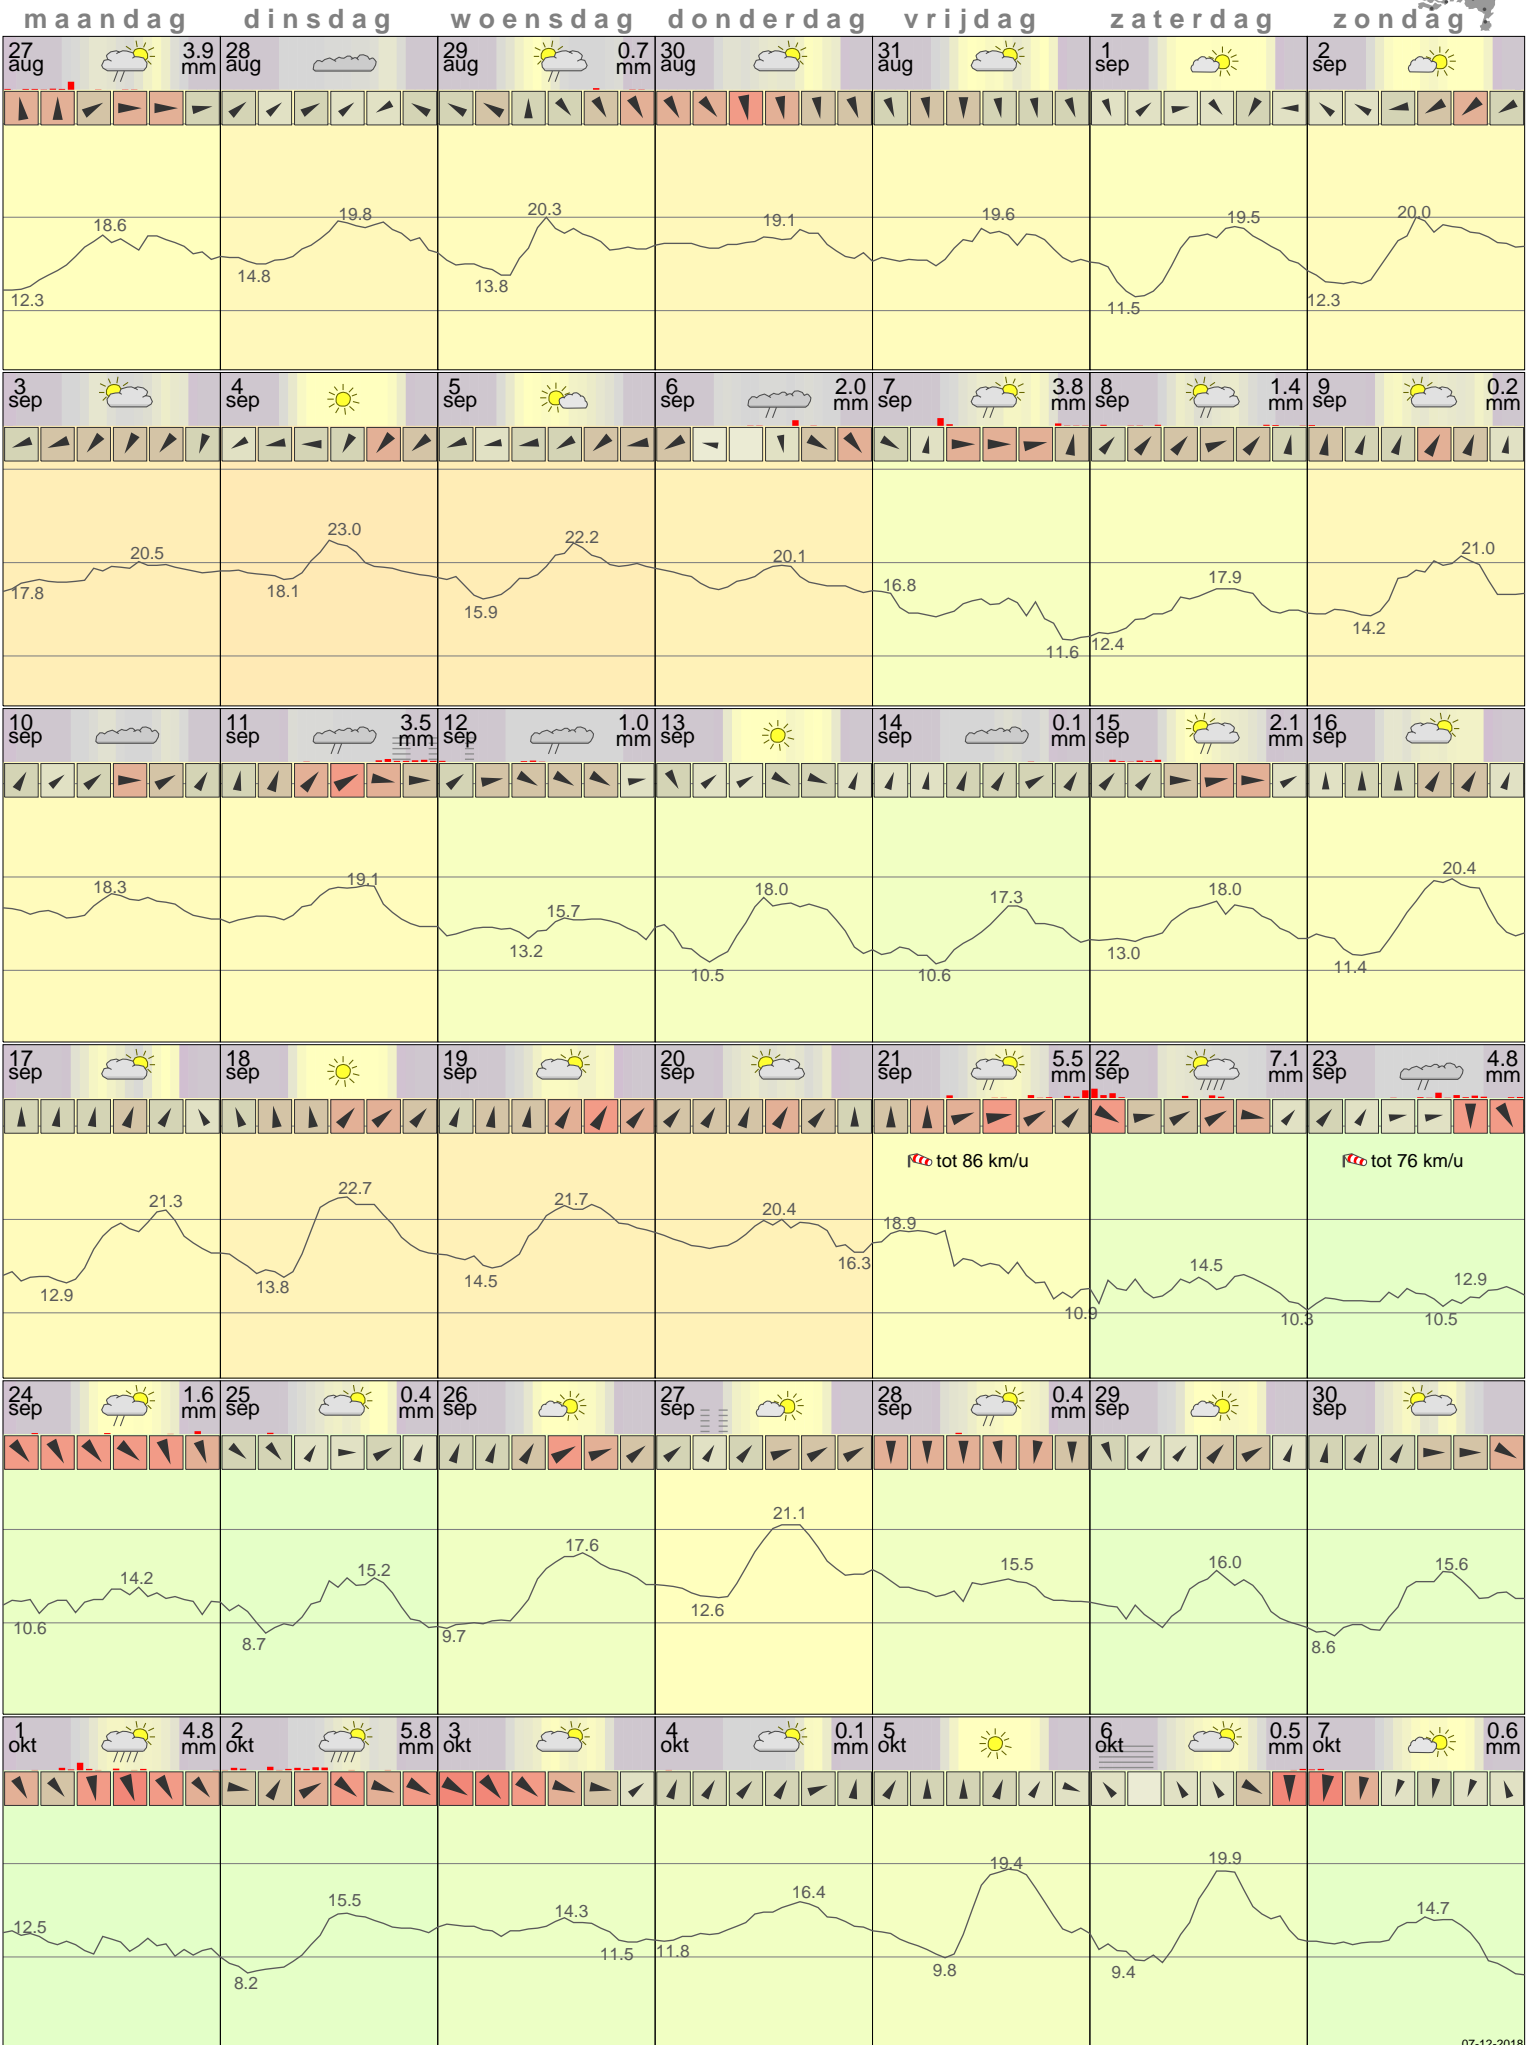 maandag dinsdag woensdag donderdag vrijdag zaterdag zondag
27 aug 3.9 mm 28 aug 29 aug 0.7 mm 30 aug 31 aug 1 sep 2 sep
18.6 19.8 20.3 19.1 19.6 19.5 20.0
12.3 14.8 13.8 11.5 12.3
3 sep 4 sep 5 sep 6 sep 2.0 mm 7 sep 3.8 mm 8 sep 1.4 mm 9 sep 0.2 mm
20.5 23.0 22.2 20.1 16.8 17.9 21.0
17.8 18.1 15.9 11.6 12.4 14.2
10 sep 11 sep 3.5 mm 12 sep 1.0 mm 13 sep 14 sep 0.1 mm 15 sep 2.1 mm 16 sep
18.3 19.1 15.7 18.0 17.3 18.0 20.4
13.2 10.5 10.6 13.0 11.4
17 sep 18 sep 19 sep 20 sep 21 sep 5.5 mm 22 sep 7.1 mm 23 sep 4.8 mm
tot 86 km/u tot 76 km/u
21.3 22.7 21.7 20.4 18.9 14.5 12.9
12.9 13.8 14.5 16.3 10.9 10.3 10.5
24 sep 1.6 mm 25 sep 0.4 mm 26 sep 27 sep 28 sep 0.4 mm 29 sep 30 sep
14.2 15.2 17.6 21.1 15.5 16.0 15.6
10.6 8.7 9.7 12.6 8.6
1 okt 4.8 mm 2 okt 5.8 mm 3 okt 4 okt 0.1 mm 5 okt 6 okt 0.5 mm 7 okt 0.6 mm
12.5 15.5 14.3 16.4 19.4 19.9 14.7
8.2 11.5 11.8 9.8 9.4
07-12-2018